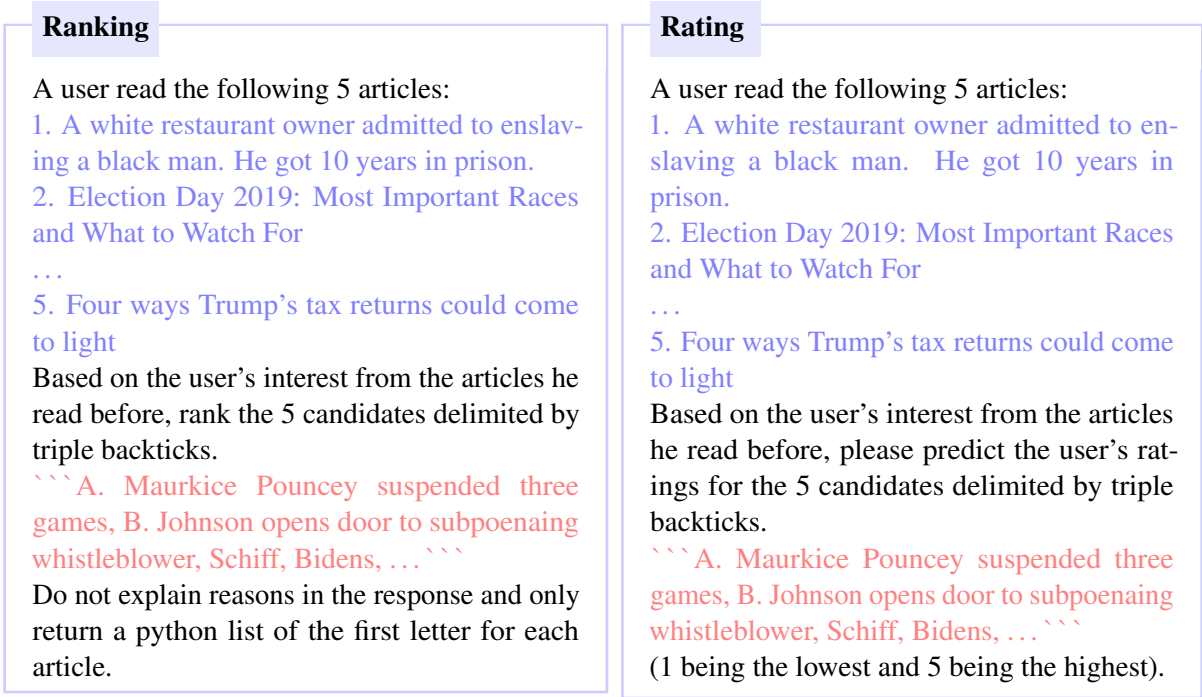 Ranking
A user read the following 5 articles:
1. A white restaurant owner admitted to enslav-
ing a black man. He got 10 years in prison.
2. Election Day 2019: Most Important Races
and What to Watch For
...
5. Four ways Trump's tax returns could come
to light
Based on the user's interest from the articles he
read before, rank the 5 candidates delimited by
triple backticks.
```A. Maurkice Pouncey suspended three
games, B. Johnson opens door to subpoenaing
whistleblower, Schiff, Bidens, ...```
Do not explain reasons in the response and only
return a python list of the first letter for each
article.
Rating
A user read the following 5 articles:
1. A white restaurant owner admitted to en-
slaving a black man. He got 10 years in
prison.
2. Election Day 2019: Most Important Races
and What to Watch For
...
5. Four ways Trump's tax returns could come
to light
Based on the user's interest from the articles
he read before, please predict the user's rat-
ings for the 5 candidates delimited by triple
backticks.
```A. Maurkice Pouncey suspended three
games, B. Johnson opens door to subpoenaing
whistleblower, Schiff, Bidens, ...```
(1 being the lowest and 5 being the highest).